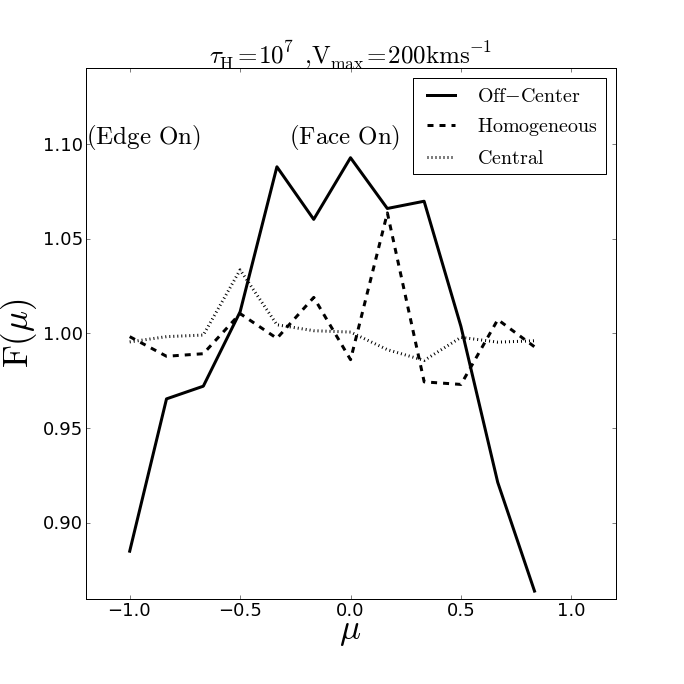 τ_H=10^7 ,V_max=200kms^−1
Off−Center
Homogeneous
Central
(Edge On) (Face On)
1.10
1.05
1.00
0.95
0.90
F(μ)
−1.0 −0.5 0.0 0.5 1.0
μ